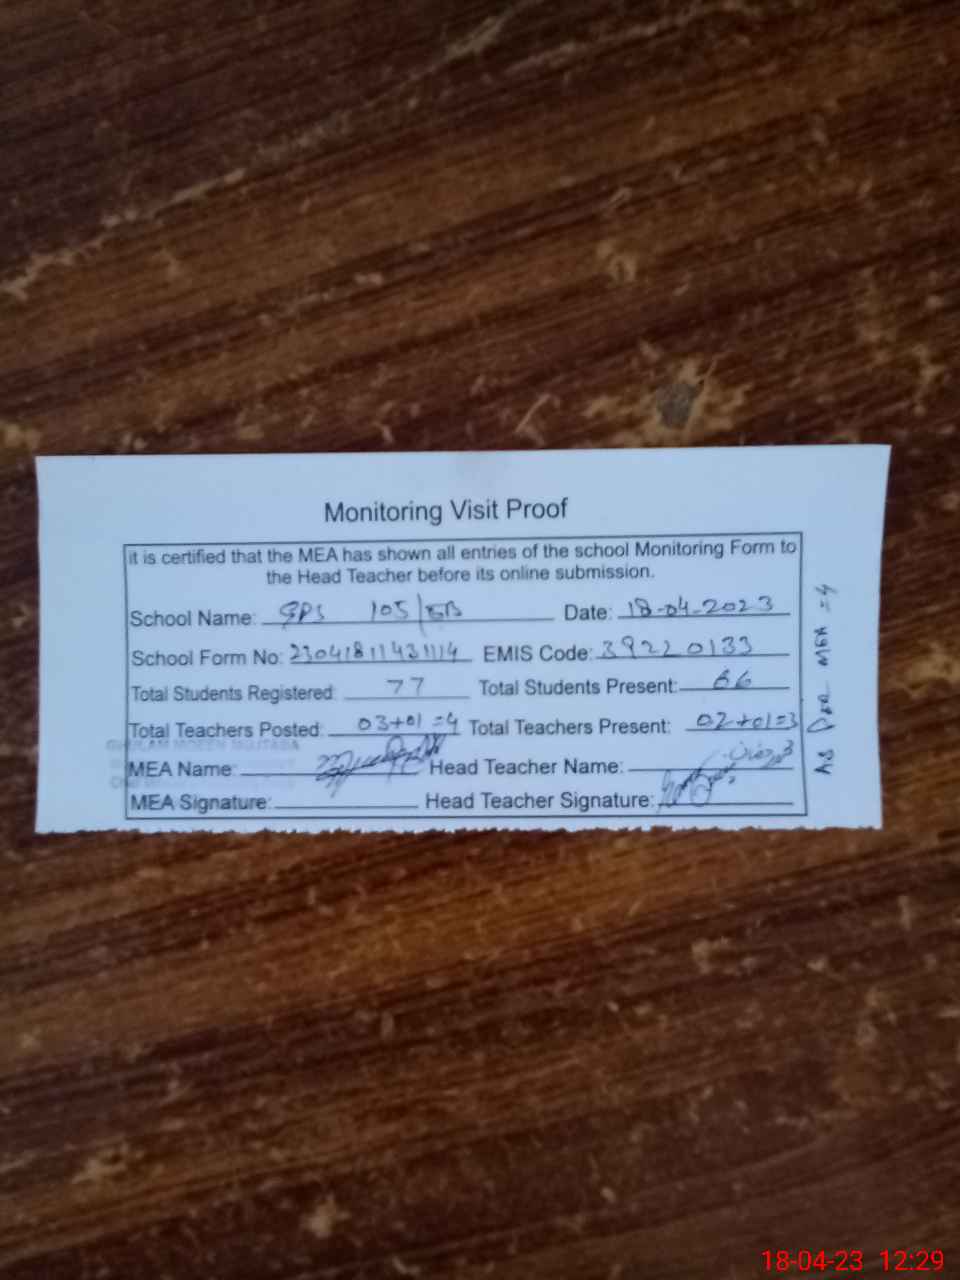 Monitoring Visit Proof
it is certified that the MEA has shown all entries of the school Monitoring Form to
the Head Teacher before its online submission.
School Name: GPS 105/EB Date: 18-04-2023
School Form No: 23041811431114 EMIS Code: 39220133
Total Students Registered: 77 Total Students Present: 66
Total Teachers Posted: 03+01=4 Total Teachers Present: 02+01=3
GHULAM MOEEN MUJTABA
MEA Name: Head Teacher Name:
MEA Signature: Head Teacher Signature:
AS Per MEA = 4
18-04-23 12:29